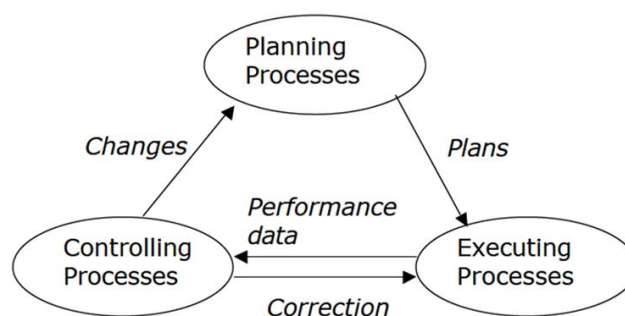 Planning
Processes
Changes
Plans
Performance
data
Controlling
Processes
Executing
Processes
Correction